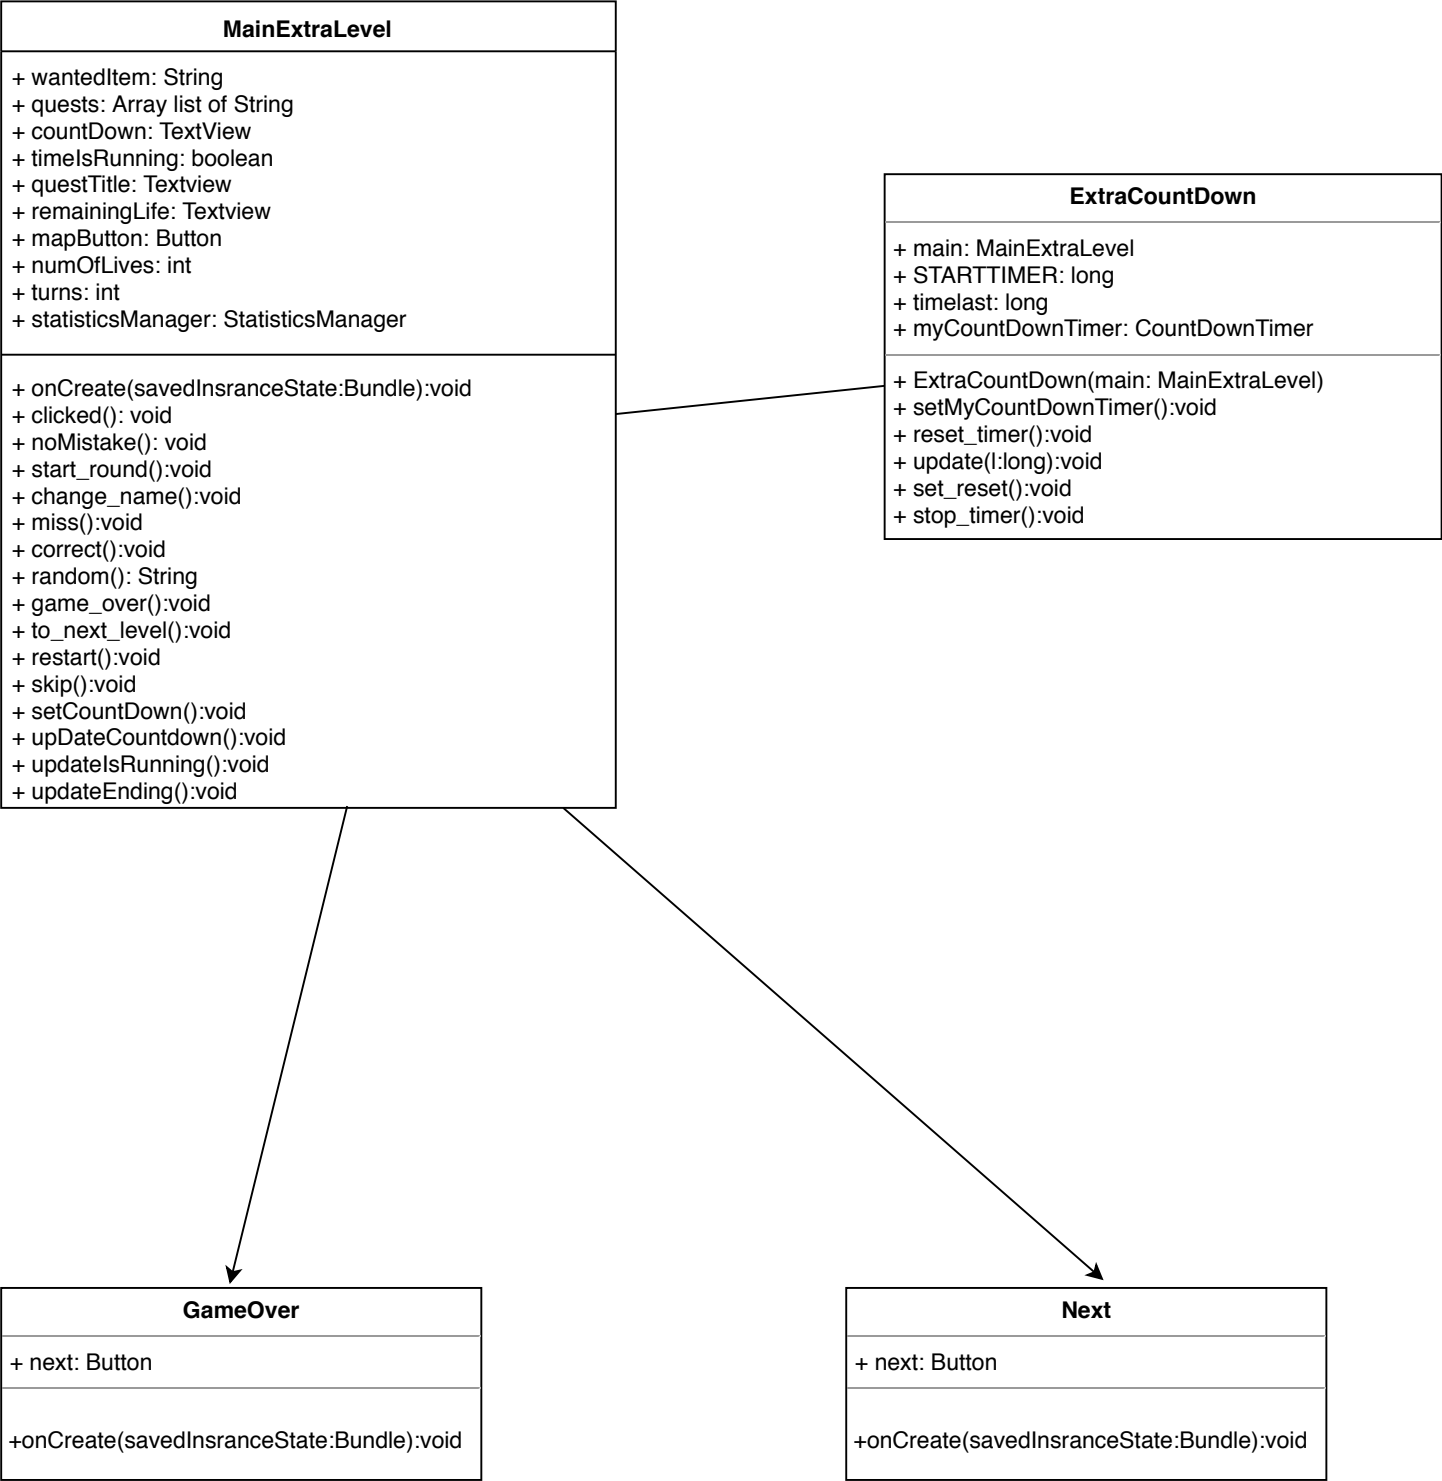 MainExtraLevel
+ wantedItem: String
+ quests: Array list of String
+ countDown: TextView
+ timeIsRunning: boolean
+ questTitle: Textview
+ remainingLife: Textview
+ mapButton: Button
+ numOfLives: int
+ turns: int
+ statisticsManager: StatisticsManager
+ onCreate(savedInsranceState:Bundle):void
+ clicked(): void
+ noMistake(): void
+ start_round():void
+ change_name():void
+ miss():void
+ correct():void
+ random(): String
+ game_over():void
+ to_next_level():void
+ restart():void
+ skip():void
+ setCountDown():void
+ upDateCountdown():void
+ updateIsRunning():void
+ updateEnding():void
ExtraCountDown
+ main: MainExtraLevel
+ STARTTIMER: long
+ timelast: long
+ myCountDownTimer: CountDownTimer
+ ExtraCountDown(main: MainExtraLevel)
+ setMyCountDownTimer():void
+ reset_timer():void
+ update(l:long):void
+ set_reset():void
+ stop_timer():void
GameOver
+ next: Button
+onCreate(savedInsranceState:Bundle):void
Next
+ next: Button
+onCreate(savedInsranceState:Bundle):void